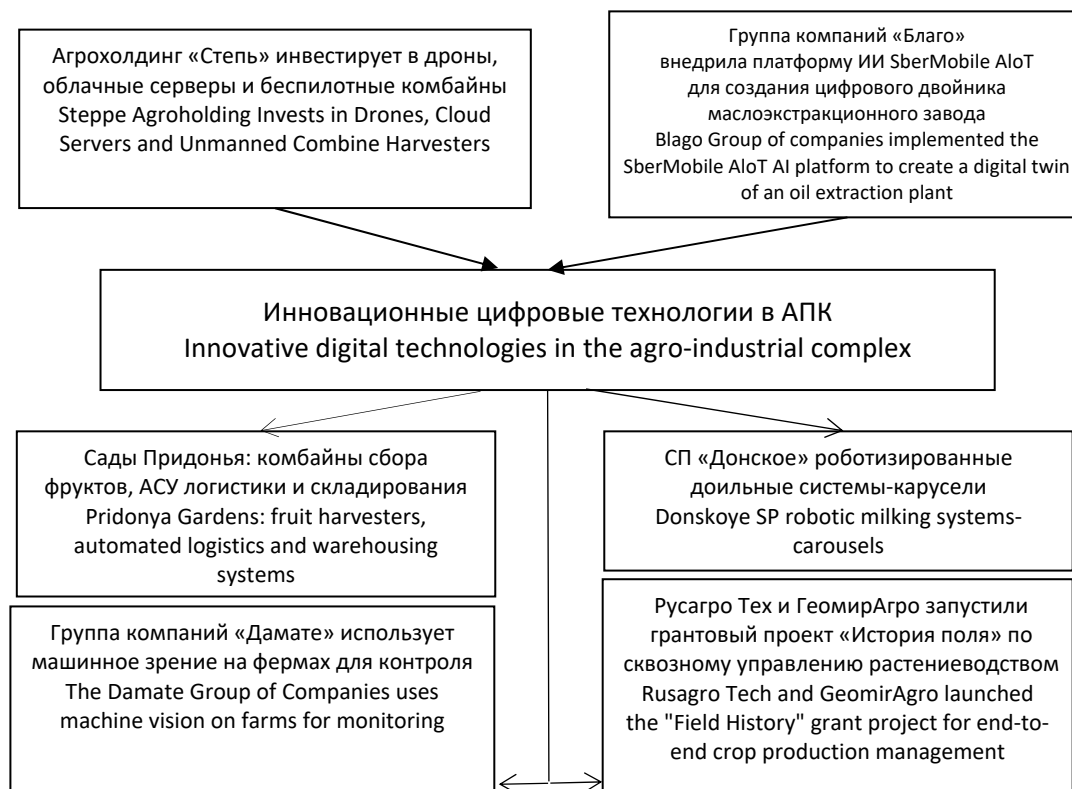 Агрохолдинг «Степь» инвестирует в дроны,
облачные серверы и беспилотные комбайны
Steppe Agroholding Invests in Drones, Cloud
Servers and Unmanned Combine Harvesters
Группа компаний «Благо»
внедрила платформу ИИ SberMobile AIoT
для создания цифрового двойника
маслоэкстракционного завода
Blago Group of companies implemented the
SberMobile AIoT AI platform to create a digital twin
of an oil extraction plant
Инновационные цифровые технологии в АПК
Innovative digital technologies in the agro-industrial complex
Сады Придонья: комбайны сбора
фруктов, АСУ логистики и складирования
Pridonya Gardens: fruit harvesters,
automated logistics and warehousing
systems
СП «Донское» роботизированные
доильные системы-карусели
Donskoye SP robotic milking systems-
carousels
Группа компаний «Дамате» использует
машинное зрение на фермах для контроля
The Damate Group of Companies uses
machine vision on farms for monitoring
Русагро Тех и ГеомирАгро запустили
грантовый проект «История поля» по
сквозному управлению растениеводством
Rusagro Tech and GeomirAgro launched
the "Field History" grant project for end-to-
end crop production management